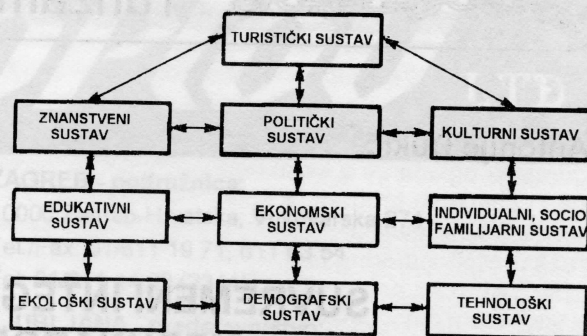 TURISTIČKI SUSTAV
ZNANSTVENI
SUSTAV
POLITIČKI
SUSTAV
KULTURNI SUSTAV
EDUKATIVNI
SUSTAV
EKONOMSKI
SUSTAV
INDIVIDUALNI, SOCIO
FAMILIJARNI SUSTAV
EKOLOŠKI SUSTAV
DEMOGRAFSKI
SUSTAV
TEHNOLOŠKI
SUSTAV